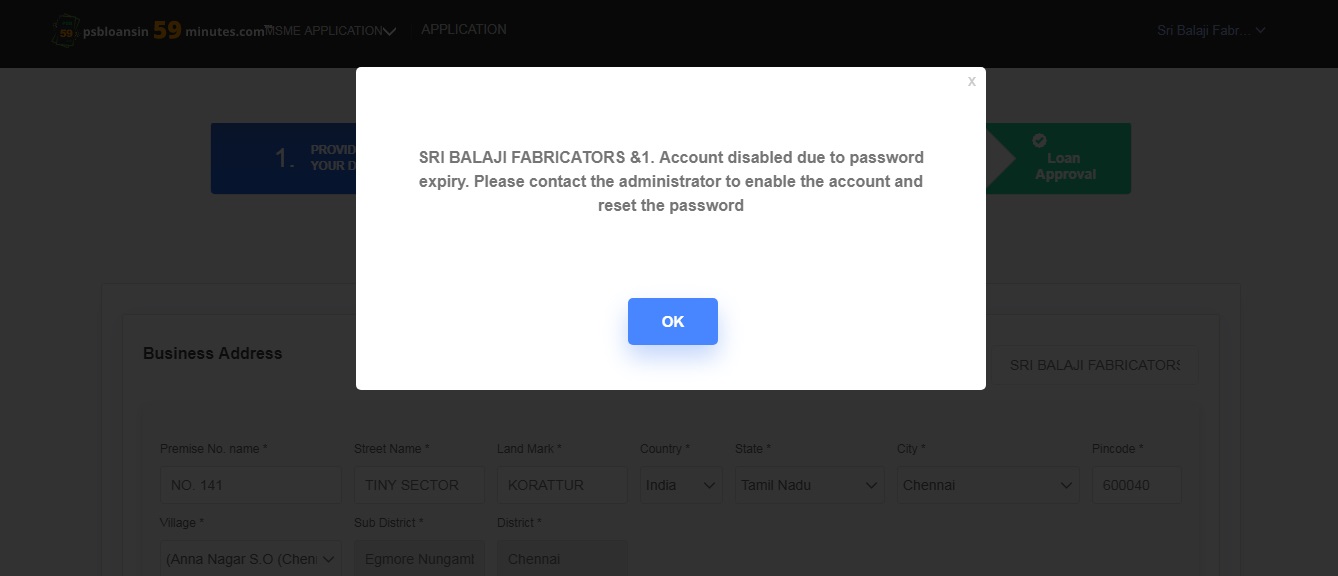 psbloansin 59 minutes.com
MSME APPLICATION
APPLICATION
Sri Balaji Fabr...
X
1.
PROVID
YOUR D
Loan
Approval
SRI BALAJI FABRICATORS &1. Account disabled due to password
expiry. Please contact the administrator to enable the account and
reset the password
OK
Business Address
SRI BALAJI FABRICATORS
Premise No. name * Street Name * Land Mark * Country * State * City * Pincode *
NO. 141 TINY SECTOR KORATTUR India Tamil Nadu Chennai 600040
Village * Sub District * District *
(Anna Nagar S.O (Chen Egmore Nungaml Chennai